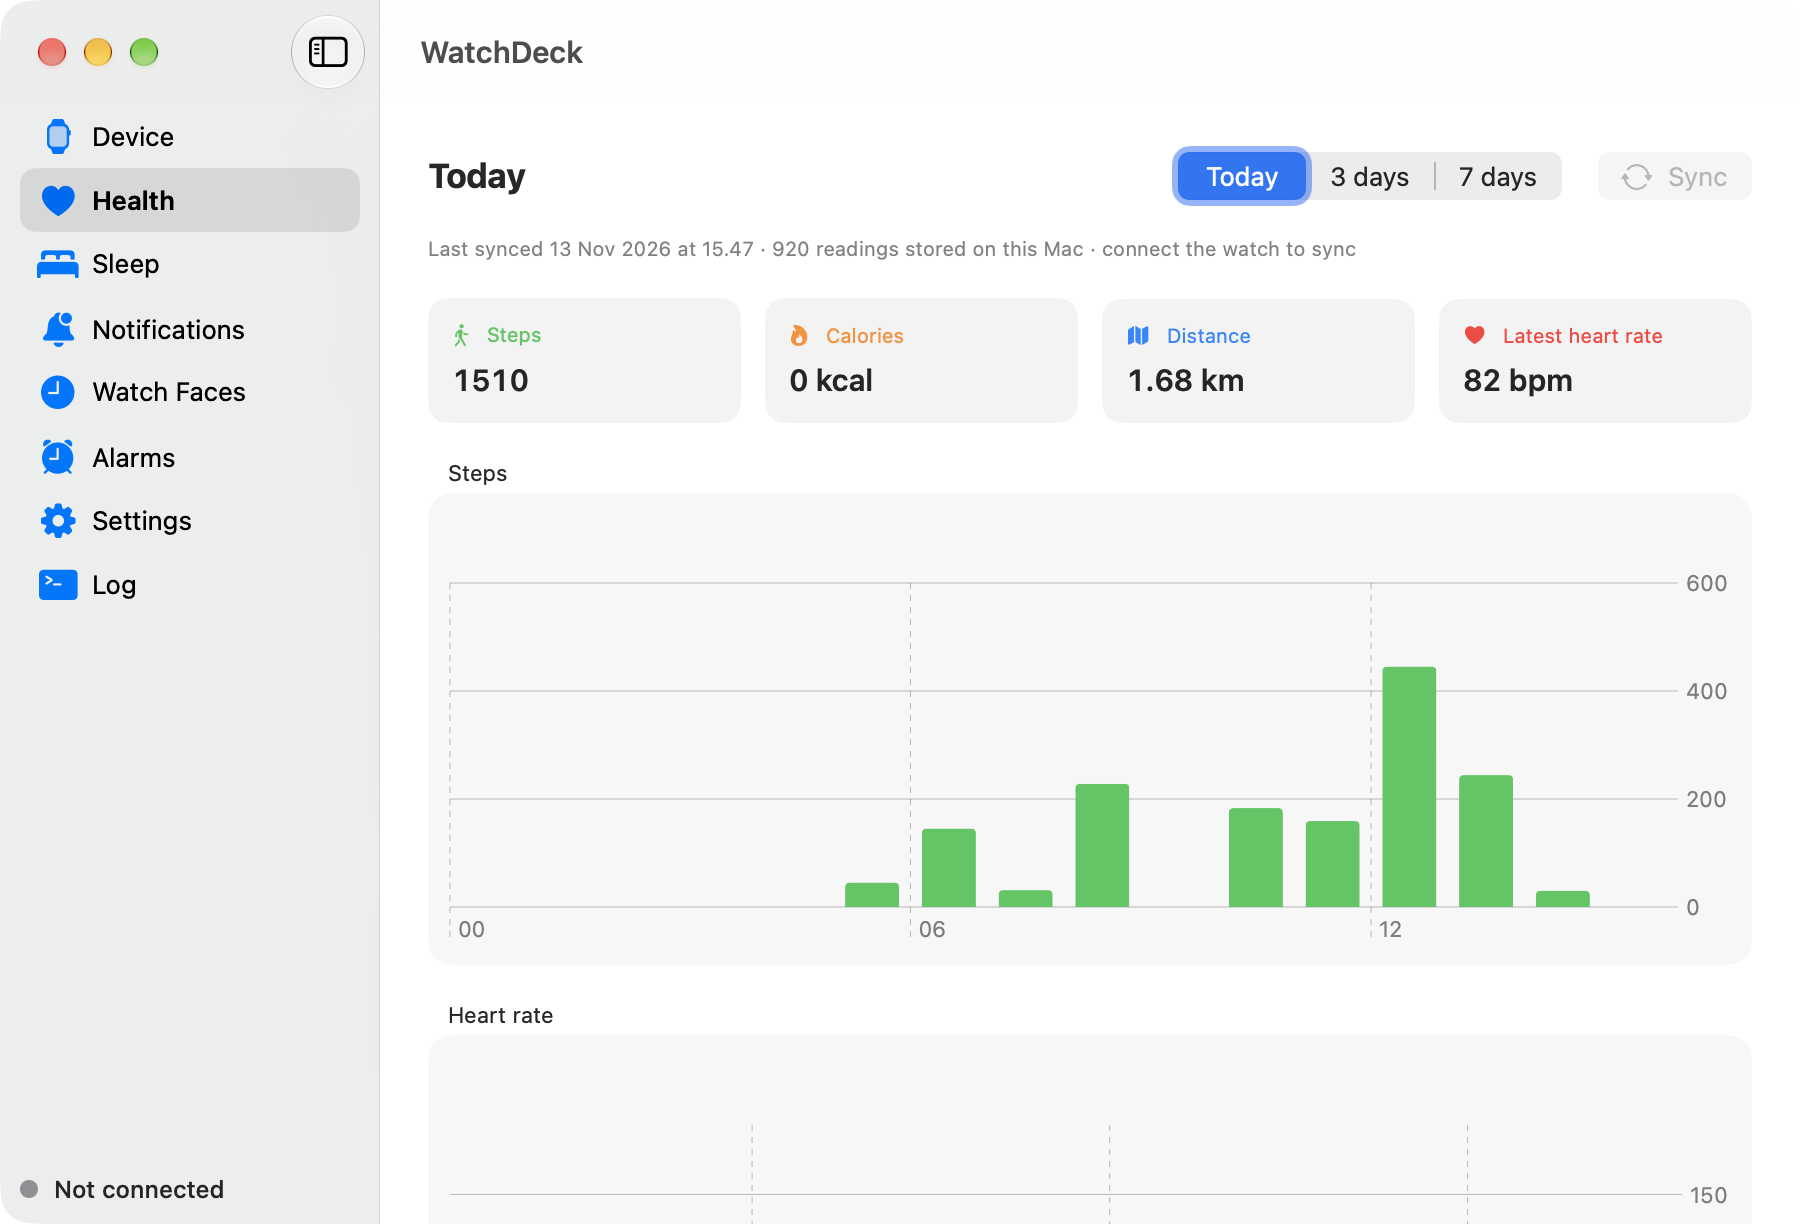 WatchDeck
Device
Health
Sleep
Notifications
Watch Faces
Alarms
Settings
Log
Not connected
Today
Today
3 days
7 days
Sync
Last synced 13 Nov 2026 at 15.47 · 920 readings stored on this Mac · connect the watch to sync
Steps
1510
Calories
0 kcal
Distance
1.68 km
Latest heart rate
82 bpm
Steps
600
400
200
0
00
06
12
Heart rate
150